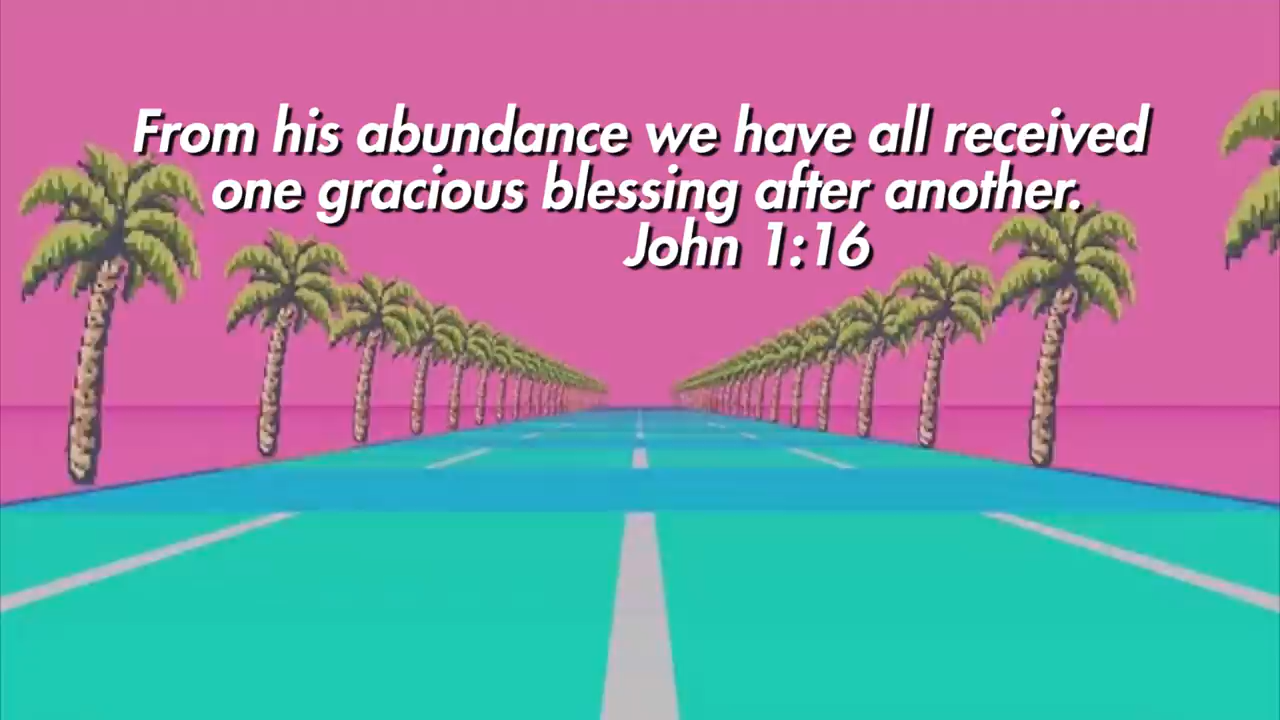 From his abundance we have all received
one gracious blessing after another.
John 1:16